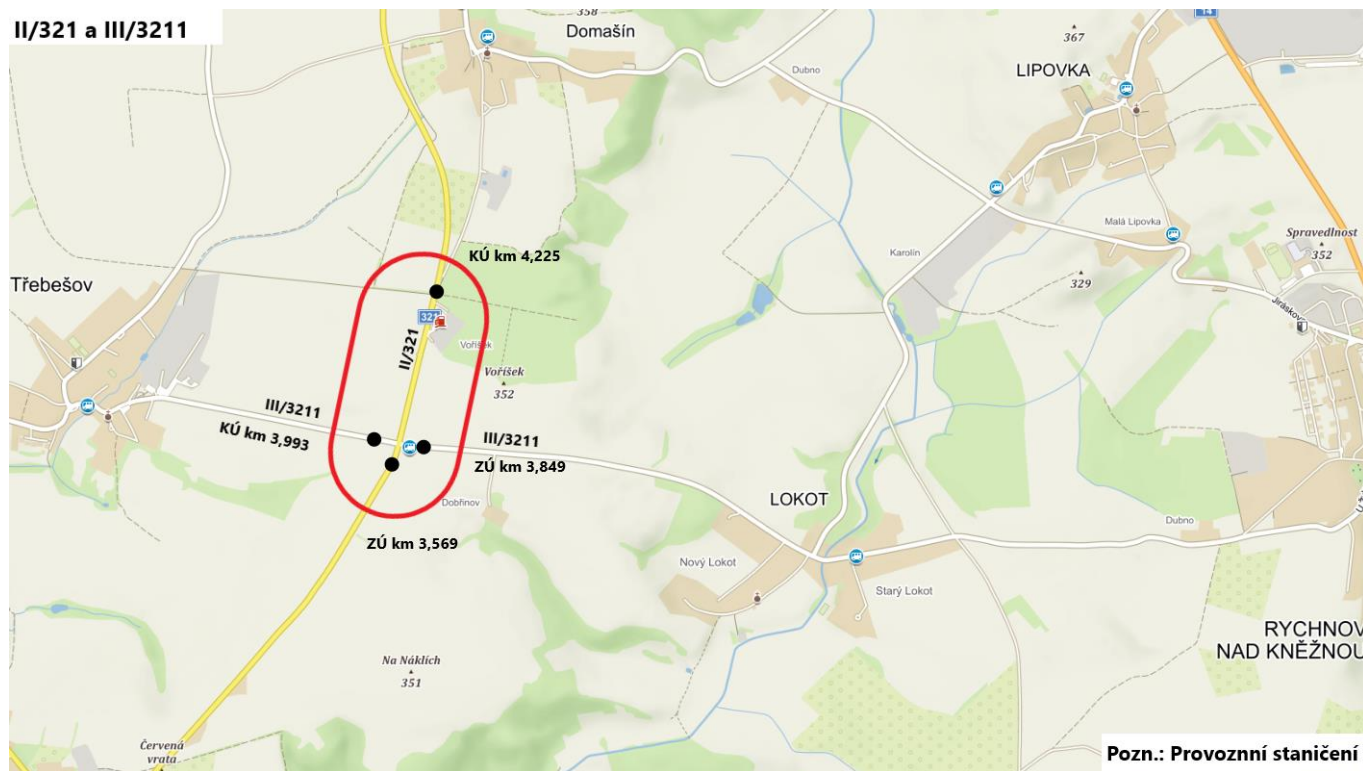 II/321 a III/3211
358
Domašín
14
367
Dubno
LIPOVKA
Malá Lipovka
Spravedlnost
352
KÚ km 4,225
Karolín
329
Třebešov
Jiráskova
II/321
Voříšek
Voříšek
352
III/3211
KÚ km 3,993
III/3211
ZÚ km 3,849
Dobřínov
LOKOT
ZÚ km 3,569
Dubno
Nový Lokot
Starý Lokot
RYCHNOV
NAD KNĚŽNOU
Na Náklích
351
Červená
vrata
Pozn.: Provoznní staničení